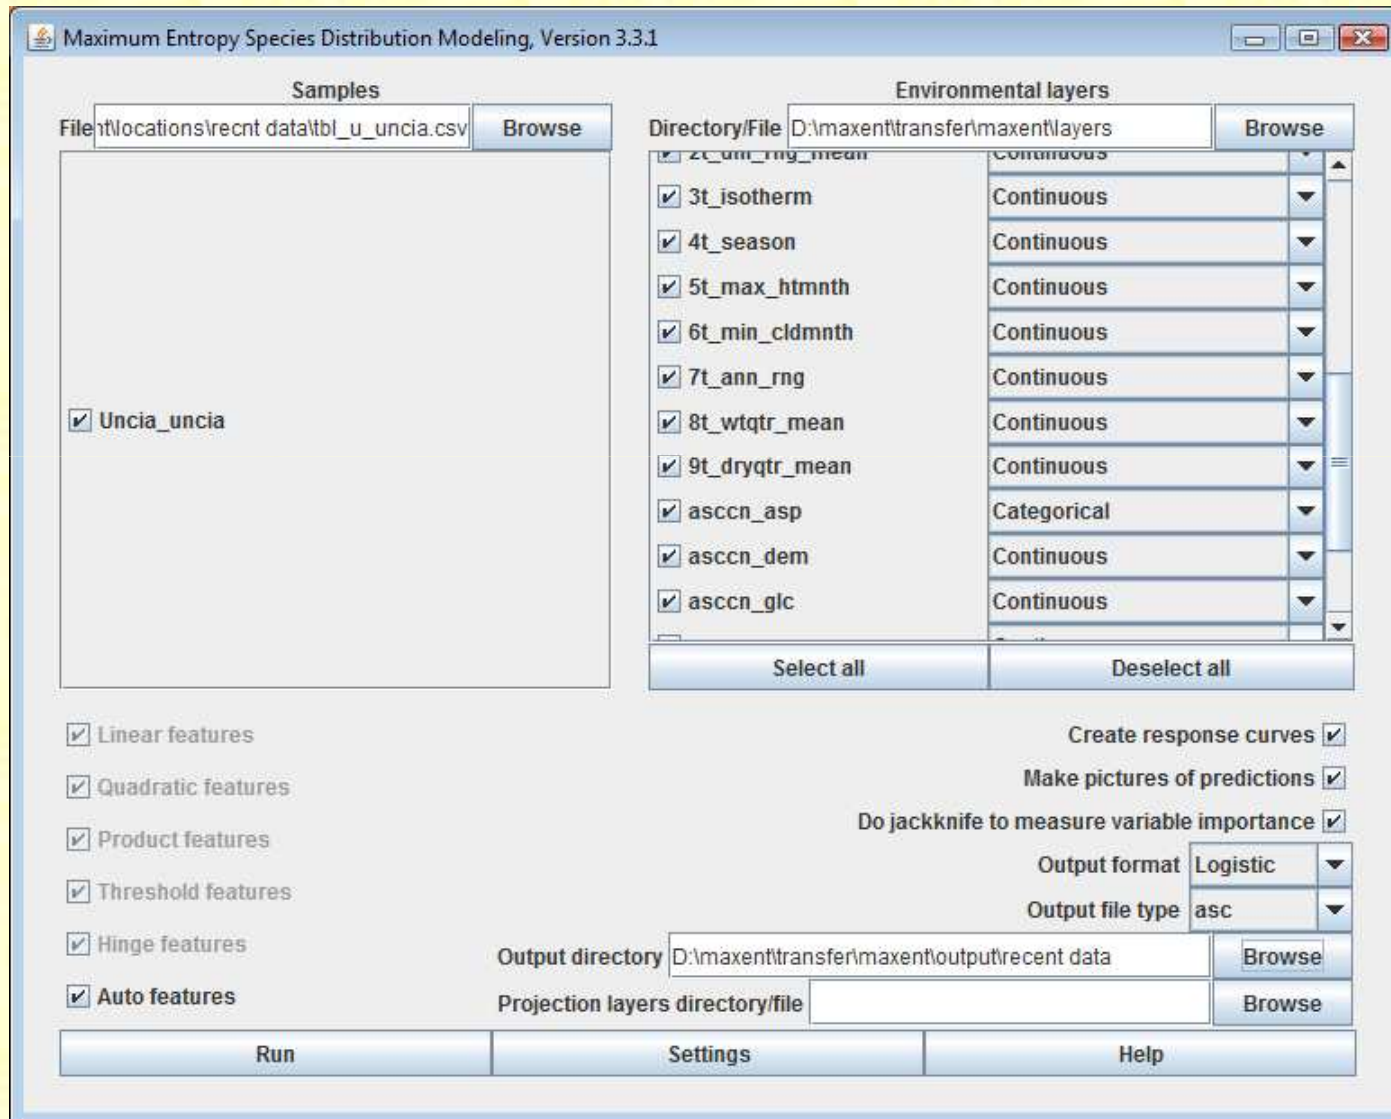 Maximum Entropy Species Distribution Modeling, Version 3.3.1
Samples
File nt\locations\recnt data\tbl_u_uncia.csv Browse
Uncia_uncia
Environmental layers
Directory/File D:\maxent\transfer\maxent\layers Browse
Continuous
3t_isotherm Continuous
4t_season Continuous
5t_max_htmnth Continuous
6t_min_cldmnth Continuous
7t_ann_rng Continuous
8t_wtqtr_mean Continuous
9t_dryqtr_mean Continuous
asccn_asp Categorical
asccn_dem Continuous
asccn_glc Continuous
Select all Deselect all
Linear features
Quadratic features
Product features
Threshold features
Hinge features
Auto features
Create response curves
Make pictures of predictions
Do jackknife to measure variable importance
Output format Logistic
Output file type asc
Output directory D:\maxent\transfer\maxent\output\recent data Browse
Projection layers directory/file Browse
Run Settings Help